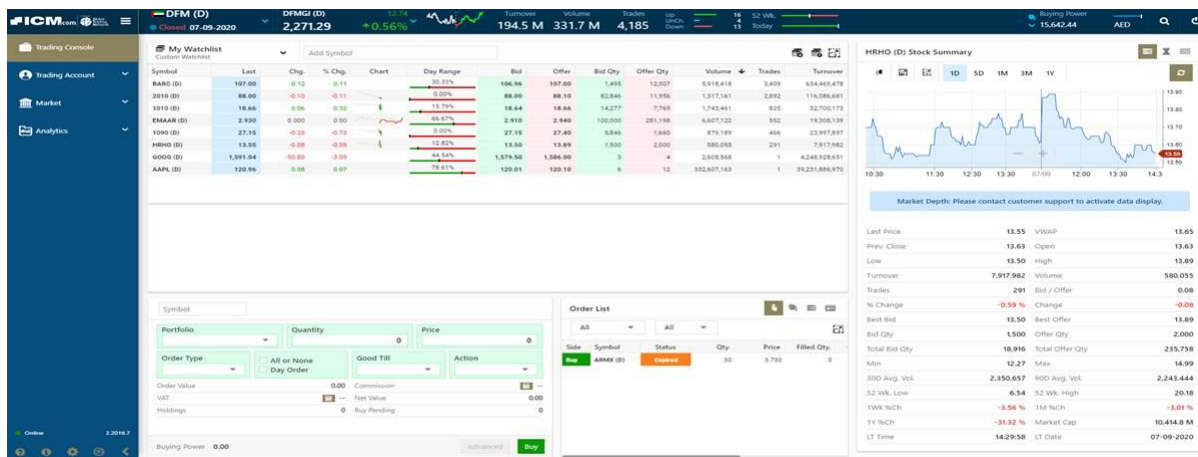 ICM.com
DFM (D)
Closed 07-09-2020
DFMGI (D)
2,271.29
12.74
+0.56%
Turnover
194.5 M
Volume
331.7 M
Trades
4,185
Up 16
UnCh. 4
Down 13
52 Wk.
Today
Buying Power
15,642.44
AED
Trading Console
Trading Account
Market
Analytics
Online
2.2016.7
My Watchlist
Custom Watchlist
Add Symbol
Symbol Last Chg. % Chg. Chart Day Range Bid Offer Bid Qty Offer Qty Volume Trades Turnover
BARC (D) 107.00 0.12 0.11 30.35% 106.96 107.00 1,495 12,507 5,918,418 3,409 634,469,475
2010 (D) 88.00 -0.10 -0.11 0.00% 88.00 88.10 82,846 11,956 1,317,161 2,892 116,086,681
1010 (D) 18.66 0.06 0.32 15.79% 18.64 18.66 14,277 7,769 1,743,461 825 32,700,173
EMAAR (D) 2.930 0.000 0.00 66.67% 2.910 2.940 100,000 281,198 6,607,122 552 19,308,139
1090 (D) 27.15 -0.20 -0.73 0.00% 27.15 27.40 5,846 1,660 879,189 466 23,997,897
HRHO (D) 13.55 -0.08 -0.59 12.82% 13.50 13.89 1,500 2,000 580,055 291 7,917,982
GOOG (D) 1,591.04 -50.80 -3.09 44.54% 1,579.50 1,586.00 3 4 2,608,568 1 4,248,928,651
AAPL (D) 120.96 0.08 0.07 78.61% 120.01 120.10 6 12 332,607,163 1 39,231,886,970
Symbol
Portfolio
Quantity
0
Price
0
Order Type
All or None
Day Order
Good Till
Action
Order Value 0.00 Commission --
VAT -- Net Value 0.00
Holdings 0 Buy Pending 0
Buying Power 0.00
Advanced
Buy
Order List
All
All
Side Symbol Status Qty. Price Filled Qty.
Buy ARMX (D) Expired 30 3.730 0
HRHO (D) Stock Summary
1D 5D 1M 3M 1Y
13.90
13.80
13.70
13.60
13.55
13.50
10:30 11:30 12:30 13:30 07/09 12:00 13:30 14:3
Market Depth: Please contact customer support to activate data display.
Last Price 13.55 VWAP 13.65
Prev. Close 13.63 Open 13.63
Low 13.50 High 13.89
Turnover 7,917,982 Volume 580,055
Trades 291 Bid / Offer 0.08
% Change -0.59 % Change -0.08
Best Bid 13.50 Best Offer 13.89
Bid Qty 1,500 Offer Qty 2,000
Total Bid Qty 18,916 Total Offer Qty 235,758
Min 12.27 Max 14.99
30D Avg. Vol. 2,350,657 90D Avg. Vol. 2,243,444
52 Wk. Low 6.54 52 Wk. High 20.18
1Wk %Ch -3.56 % 1M %Ch -3.01 %
1Y %Ch -31.32 % Market Cap 10,414.8 M
LT Time 14:29:58 LT Date 07-09-2020